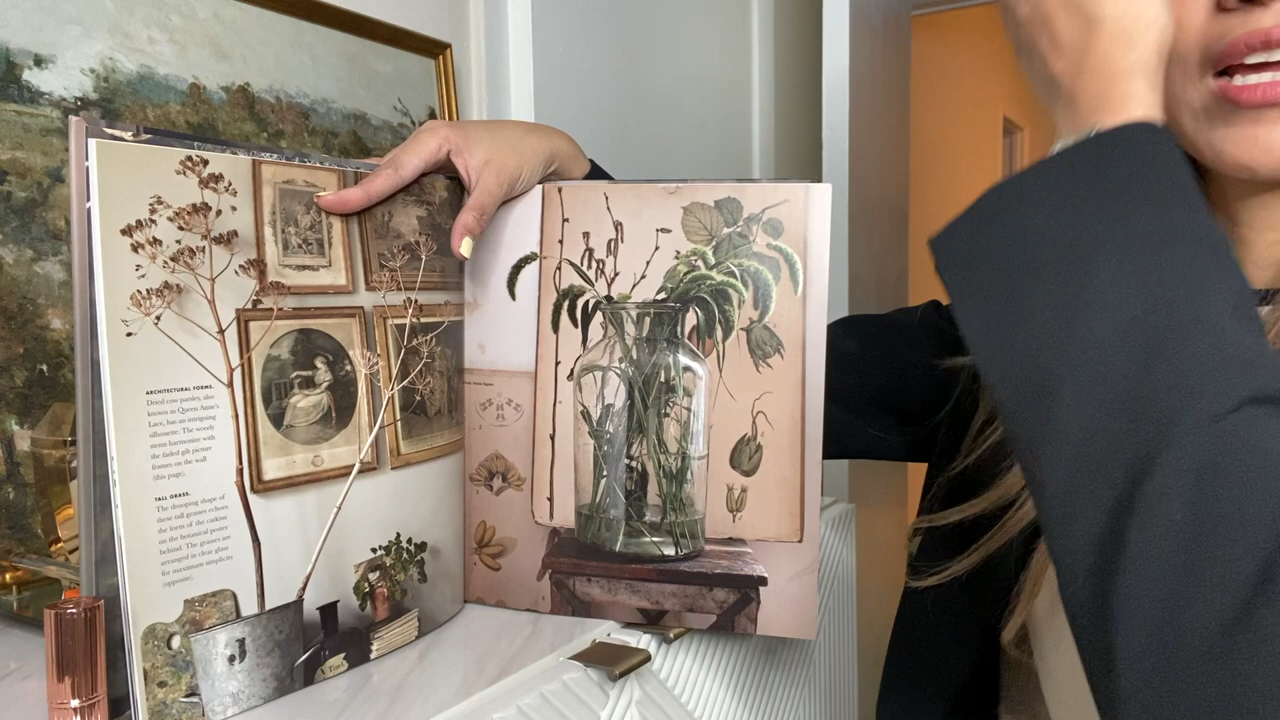 ARCHITECTURAL FORMS.
Dried cow parsley, also
known as Queen Anne's
Lace, has an intriguing
silhouette. The woody
stems harmonize with
the faded gilt picture
frames on the wall
(this page).
TALL GRASS.
The drooping shape of
these tall grasses echoes
the form of the catkins
on the botanical poster
behind. The grasses are
arranged in clear glass
for maximum simplicity
(opposite).